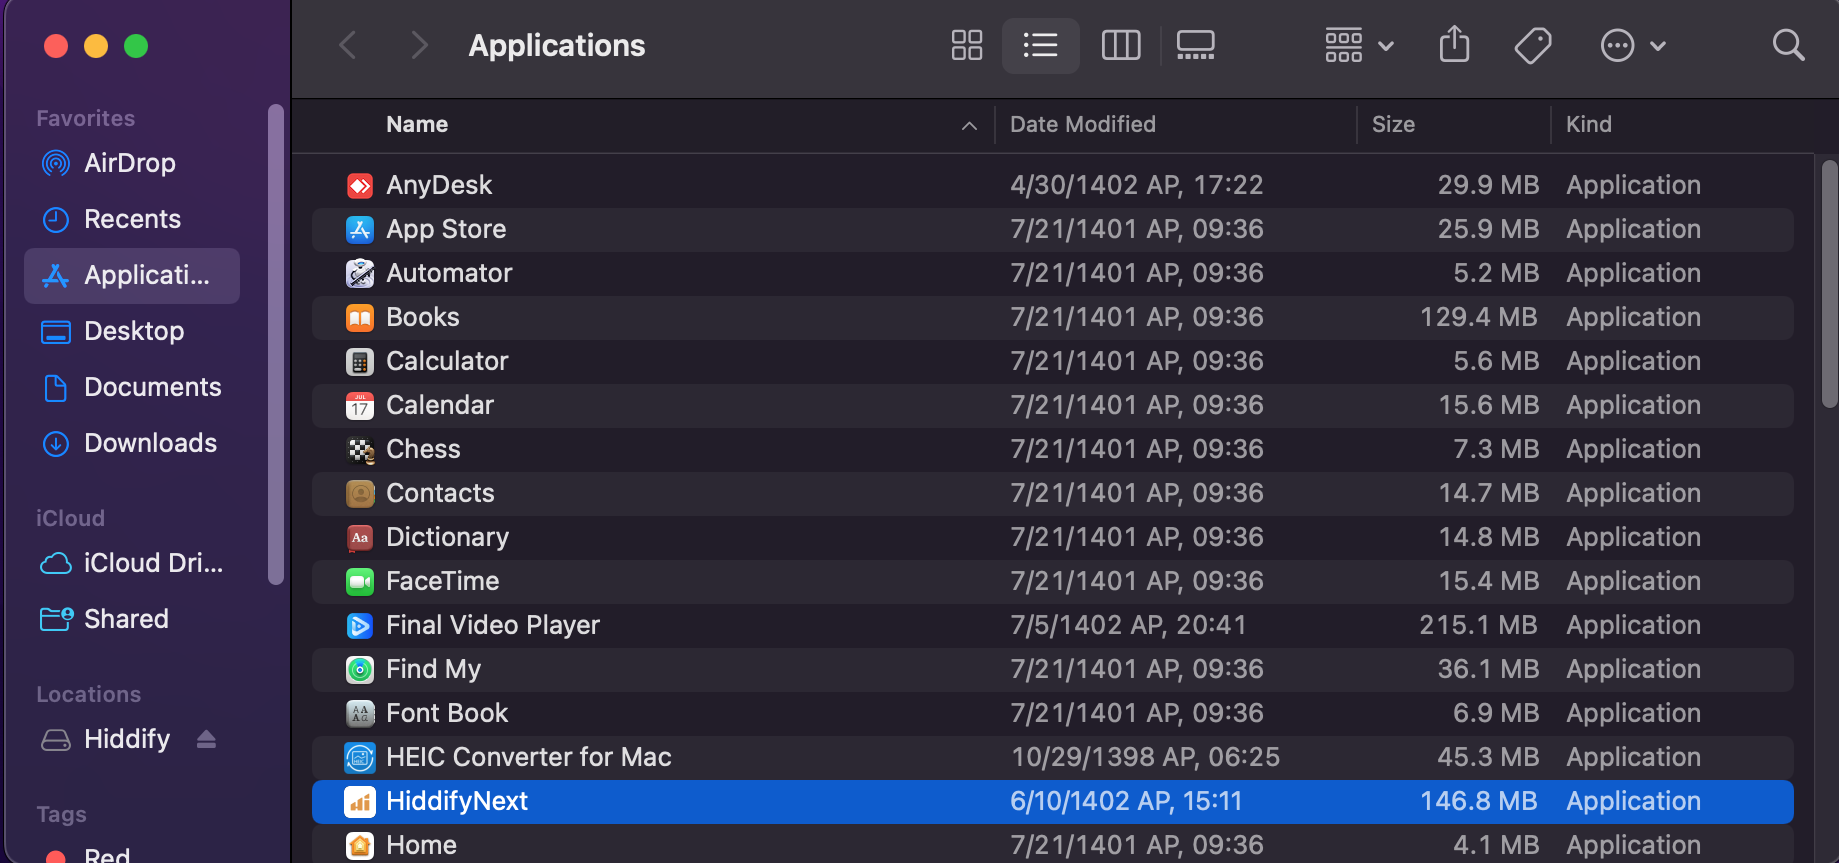 Applications
Favorites
AirDrop
Recents
Applicati...
Desktop
Documents
Downloads
iCloud
iCloud Dri...
Shared
Locations
Hiddify
Tags
Red
Name Date Modified Size Kind
AnyDesk 4/30/1402 AP, 17:22 29.9 MB Application
App Store 7/21/1401 AP, 09:36 25.9 MB Application
Automator 7/21/1401 AP, 09:36 5.2 MB Application
Books 7/21/1401 AP, 09:36 129.4 MB Application
Calculator 7/21/1401 AP, 09:36 5.6 MB Application
JUL
17
Calendar 7/21/1401 AP, 09:36 15.6 MB Application
Chess 7/21/1401 AP, 09:36 7.3 MB Application
Contacts 7/21/1401 AP, 09:36 14.7 MB Application
Aa
Dictionary 7/21/1401 AP, 09:36 14.8 MB Application
FaceTime 7/21/1401 AP, 09:36 15.4 MB Application
Final Video Player 7/5/1402 AP, 20:41 215.1 MB Application
Find My 7/21/1401 AP, 09:36 36.1 MB Application
Font Book 7/21/1401 AP, 09:36 6.9 MB Application
HEIC Converter for Mac 10/29/1398 AP, 06:25 45.3 MB Application
HiddifyNext 6/10/1402 AP, 15:11 146.8 MB Application
Home 7/21/1401 AP, 09:36 4.1 MB Application